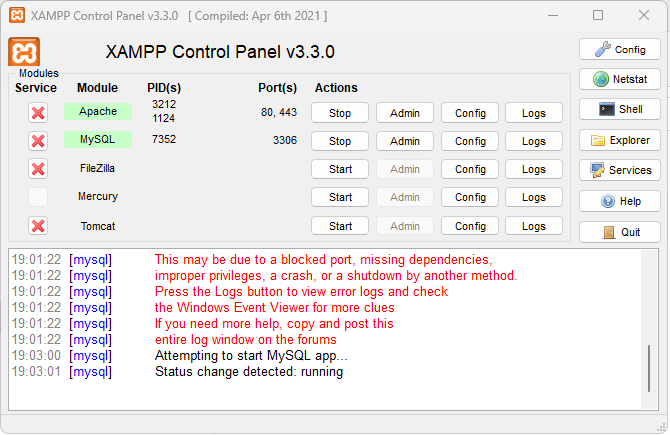 XAMPP Control Panel v3.3.0 [ Compiled: Apr 6th 2021 ]
XAMPP Control Panel v3.3.0
Config
Modules
Service Module PID(s) Port(s) Actions
Netstat
Apache 3212 1124 80, 443 Stop Admin Config Logs
Shell
MySQL 7352 3306 Stop Admin Config Logs
Explorer
FileZilla Start Admin Config Logs
Services
Mercury Start Admin Config Logs
Help
Tomcat Start Admin Config Logs
Quit
19:01:22 [mysql] This may be due to a blocked port, missing dependencies,
19:01:22 [mysql] improper privileges, a crash, or a shutdown by another method.
19:01:22 [mysql] Press the Logs button to view error logs and check
19:01:22 [mysql] the Windows Event Viewer for more clues
19:01:22 [mysql] If you need more help, copy and post this
19:01:22 [mysql] entire log window on the forums
19:03:00 [mysql] Attempting to start MySQL app...
19:03:01 [mysql] Status change detected: running